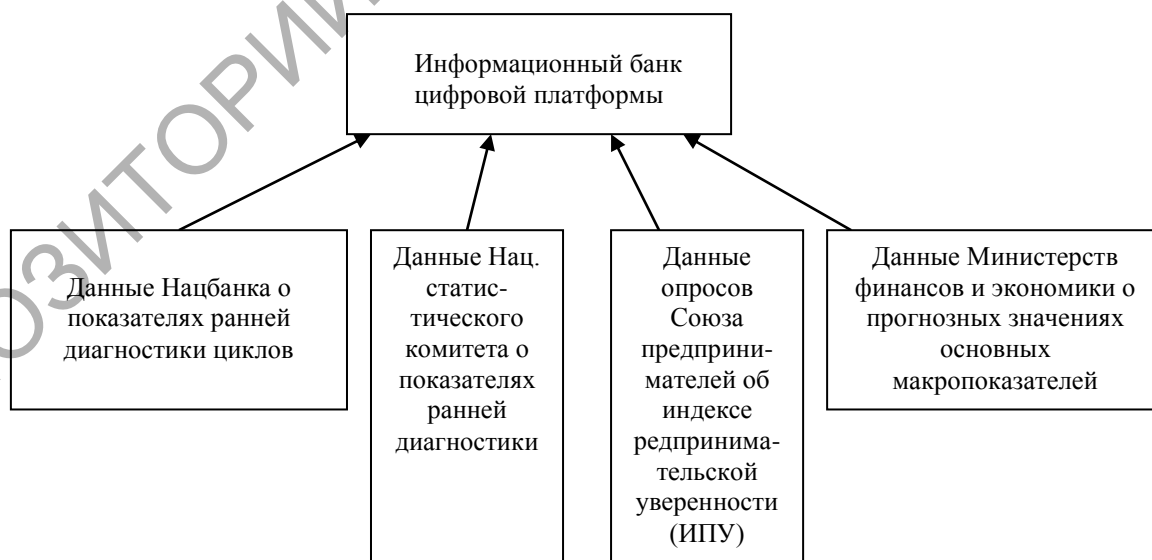 Информационный банк
цифровой платформы
Данные Нацбанка о
показателях ранней
диагностики циклов
Данные Нац.
статис-
тического
комитета о
показателях
ранней
диагностики
Данные
опросов
Союза
предприни-
мателей об
индексе
редпринима-
тельской
уверенности
(ИПУ)
Данные Министерств
финансов и экономики о
прогнозных значениях
основных
макропоказателей
ОЗИТОРИИ